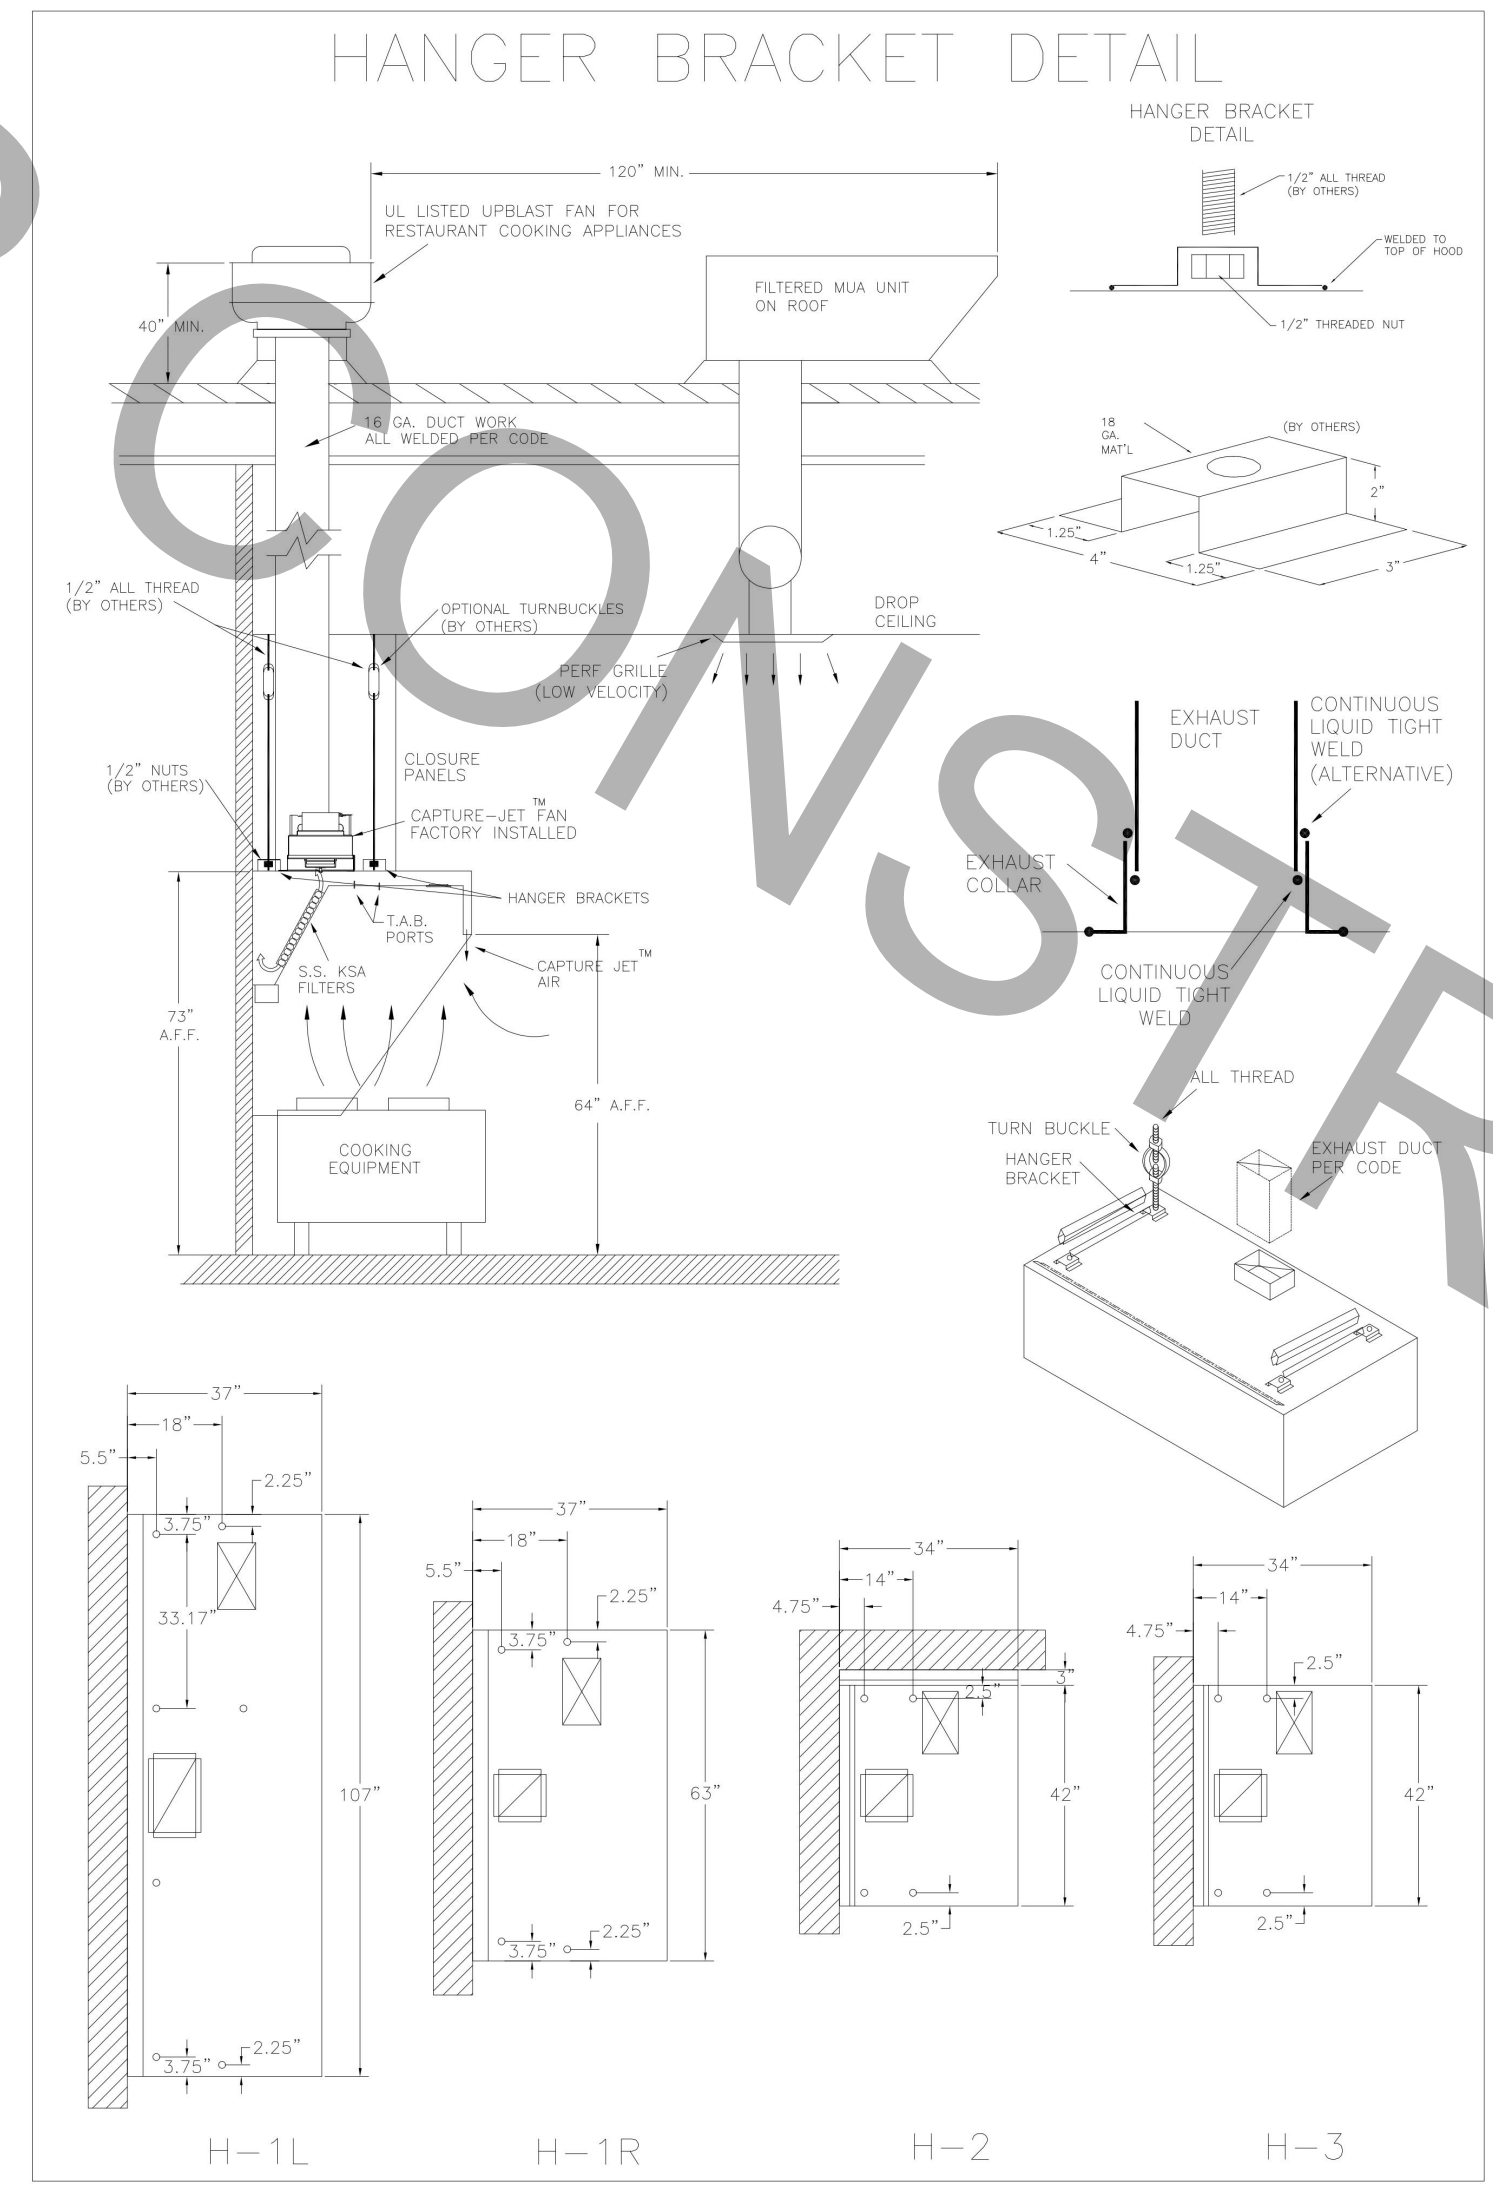 HANGER BRACKET DETAIL
HANGER BRACKET
DETAIL
120" MIN.
1/2" ALL THREAD
(BY OTHERS)
UL LISTED UPBLAST FAN FOR
RESTAURANT COOKING APPLIANCES
WELDED TO
TOP OF HOOD
FILTERED MUA UNIT
ON ROOF
40" MIN.
1/2" THREADED NUT
16 GA. DUCT WORK
ALL WELDED PER CODE
18
GA.
MAT'L
(BY OTHERS)
2"
1.25"
4"
1.25"
3"
1/2" ALL THREAD
(BY OTHERS)
OPTIONAL TURNBUCKLES
(BY OTHERS)
DROP
CEILING
PERF GRILLE
(LOW VELOCITY)
EXHAUST
DUCT
CONTINUOUS
LIQUID TIGHT
WELD
(ALTERNATIVE)
CLOSURE
PANELS
1/2" NUTS
(BY OTHERS)
CAPTURE-JET™ FAN
FACTORY INSTALLED
EXHAUST
COLLAR
HANGER BRACKETS
T.A.B.
PORTS
S.S. KSA
FILTERS
CAPTURE JET™
AIR
CONTINUOUS
LIQUID TIGHT
WELD
73"
A.F.F.
64" A.F.F.
COOKING
EQUIPMENT
ALL THREAD
TURN BUCKLE
HANGER
BRACKET
EXHAUST DUCT
PER CODE
37"
18"
5.5"
2.25"
3.75"
33.17"
107"
2.25"
3.75"
H-1L
37"
18"
5.5"
2.25"
3.75"
63"
2.25"
3.75"
H-1R
34"
14"
4.75"
3"
2.5"
42"
2.5"
H-2
34"
14"
4.75"
2.5"
42"
2.5"
H-3
CONSTR